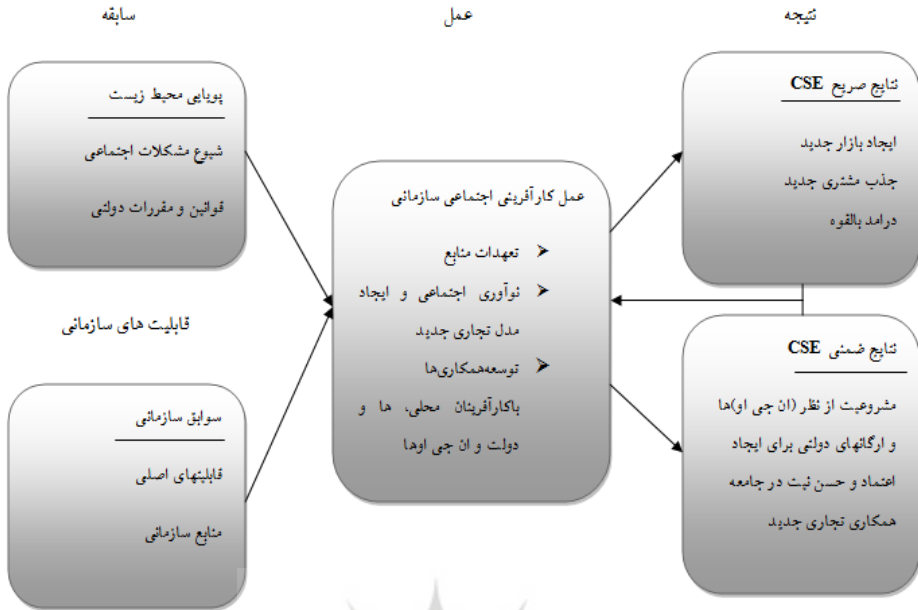 سابقه
عمل
نتیجه
پویایی محیط زیست
شیوع مشکلات اجتماعی
قوانین و مقررات دولتی
قابلیت های سازمانی
سوابق سازمانی
قابلیتهای اصلی
منابع سازمانی
عمل کارآفرینی اجتماعی سازمانی
تعهدات منابع
نوآوری اجتماعی و ایجاد
مدل تجاری جدید
توسعه‌همکاری‌ها
باکارآفرینان محلی، ها و
دولت و ان جی اوها
نتایج صریح CSE
ایجاد بازار جدید
جذب مشتری جدید
درامد بالقوه
نتایج ضمنی CSE
مشروعیت از نظر (ان جی او)ها
و ارگانهای دولتی برای ایجاد
اعتماد و حسن نیت در جامعه
همکاری تجاری جدید